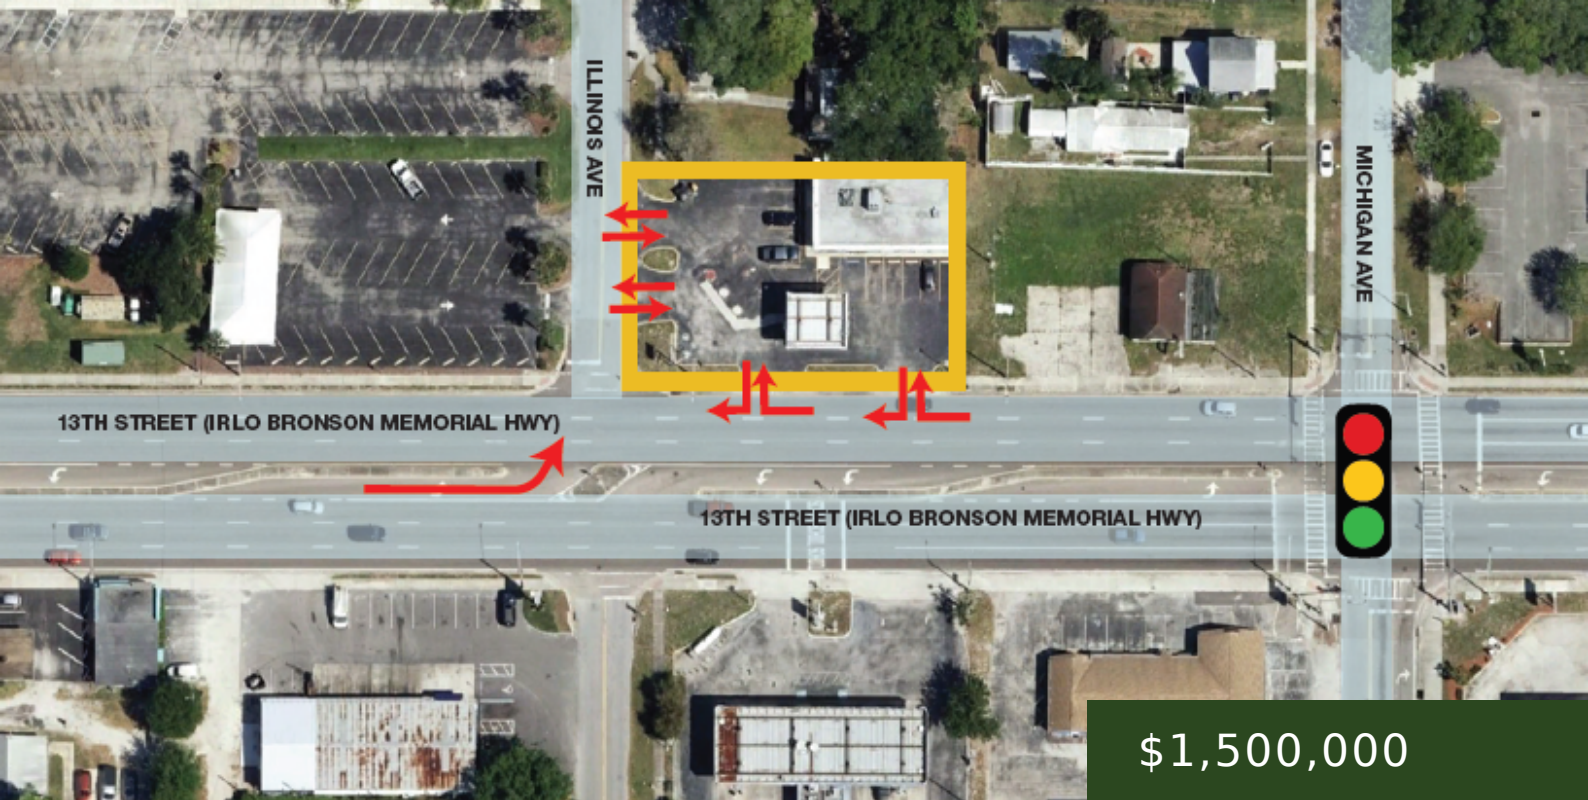 ILLINOIS AVE
MICHIGAN AVE
13TH STREET (IRLO BRONSON MEMORIAL HWY)
13TH STREET (IRLO BRONSON MEMORIAL HWY)
$1,500,000